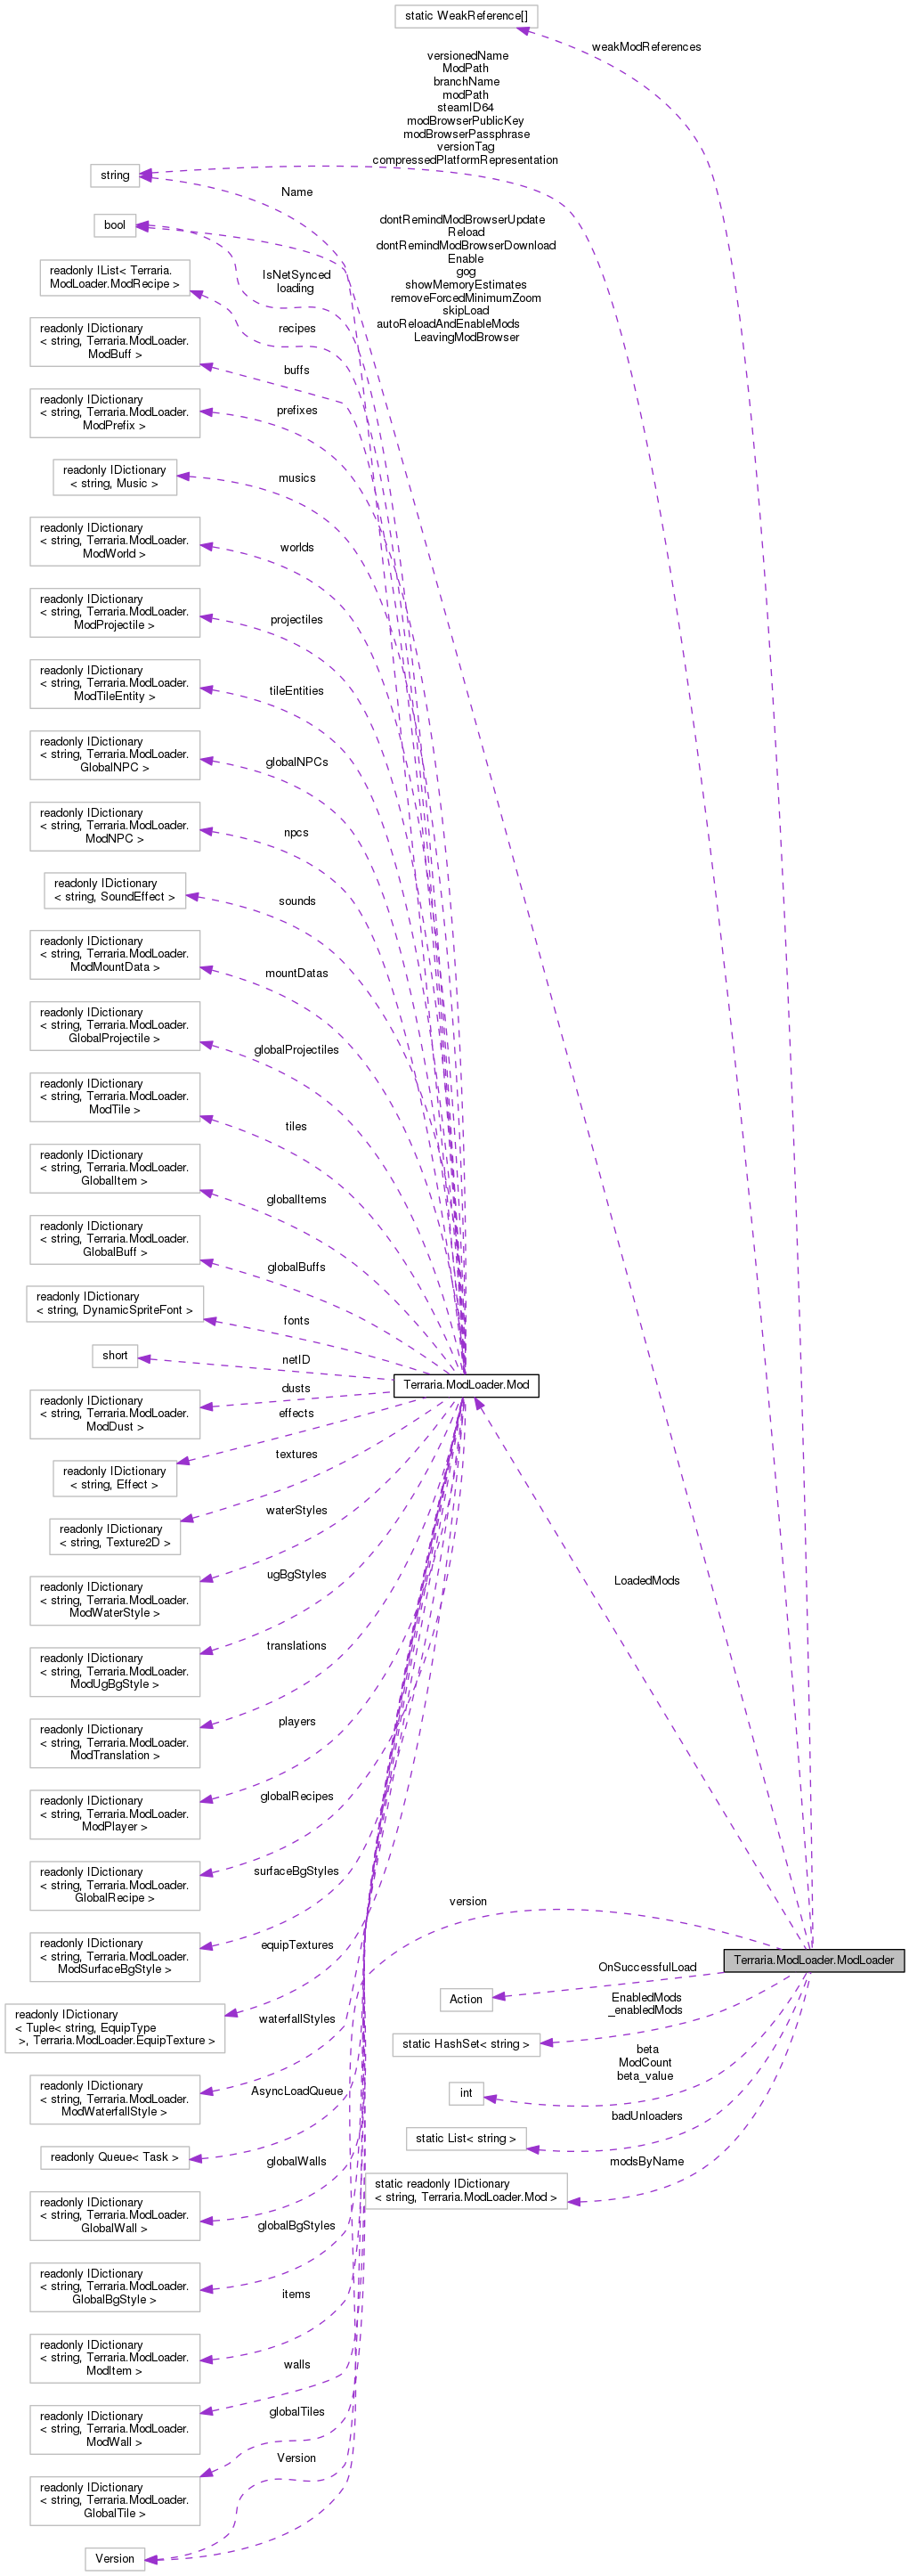 static WeakReference[]
weakModReferences
versionedName
ModPath
branchName
modPath
steamID64
modBrowserPublicKey
modBrowserPassphrase
versionTag
compressedPlatformRepresentation
string
Name
bool
dontRemindModBrowserUpdate
Reload
dontRemindModBrowserDownload
Enable
gog
showMemoryEstimates
removeForcedMinimumZoom
skipLoad
autoReloadAndEnableMods
LeavingModBrowser
IsNetSynced
loading
readonly IList< Terraria.
ModLoader.ModRecipe >
recipes
readonly IDictionary
< string, Terraria.ModLoader.
ModBuff >
buffs
readonly IDictionary
< string, Terraria.ModLoader.
ModPrefix >
prefixes
readonly IDictionary
< string, Music >
musics
readonly IDictionary
< string, Terraria.ModLoader.
ModWorld >
worlds
readonly IDictionary
< string, Terraria.ModLoader.
ModProjectile >
projectiles
readonly IDictionary
< string, Terraria.ModLoader.
ModTileEntity >
tileEntities
readonly IDictionary
< string, Terraria.ModLoader.
GlobalNPC >
globalNPCs
readonly IDictionary
< string, Terraria.ModLoader.
ModNPC >
npcs
readonly IDictionary
< string, SoundEffect >
sounds
readonly IDictionary
< string, Terraria.ModLoader.
ModMountData >
mountDatas
readonly IDictionary
< string, Terraria.ModLoader.
GlobalProjectile >
globalProjectiles
readonly IDictionary
< string, Terraria.ModLoader.
ModTile >
tiles
readonly IDictionary
< string, Terraria.ModLoader.
GlobalItem >
globalItems
readonly IDictionary
< string, Terraria.ModLoader.
GlobalBuff >
globalBuffs
readonly IDictionary
< string, DynamicSpriteFont >
fonts
short
netID
Terraria.ModLoader.Mod
readonly IDictionary
< string, Terraria.ModLoader.
ModDust >
dusts
effects
readonly IDictionary
< string, Effect >
textures
readonly IDictionary
< string, Texture2D >
waterStyles
readonly IDictionary
< string, Terraria.ModLoader.
ModWaterStyle >
ugBgStyles
LoadedMods
readonly IDictionary
< string, Terraria.ModLoader.
ModUgBgStyle >
translations
readonly IDictionary
< string, Terraria.ModLoader.
ModTranslation >
players
readonly IDictionary
< string, Terraria.ModLoader.
ModPlayer >
globalRecipes
readonly IDictionary
< string, Terraria.ModLoader.
GlobalRecipe >
surfaceBgStyles
version
readonly IDictionary
< string, Terraria.ModLoader.
ModSurfaceBgStyle >
equipTextures
Terraria.ModLoader.ModLoader
OnSuccessfulLoad
Action
readonly IDictionary
< Tuple< string, EquipType
>, Terraria.ModLoader.EquipTexture >
waterfallStyles
EnabledMods
_enabledMods
static HashSet< string >
readonly IDictionary
< string, Terraria.ModLoader.
ModWaterfallStyle >
AsyncLoadQueue
beta
ModCount
beta_value
int
badUnloaders
static List< string >
readonly Queue< Task >
globalWalls
modsByName
static readonly IDictionary
< string, Terraria.ModLoader.Mod >
readonly IDictionary
< string, Terraria.ModLoader.
GlobalWall >
globalBgStyles
readonly IDictionary
< string, Terraria.ModLoader.
GlobalBgStyle >
items
readonly IDictionary
< string, Terraria.ModLoader.
ModItem >
walls
readonly IDictionary
< string, Terraria.ModLoader.
ModWall >
globalTiles
Version
readonly IDictionary
< string, Terraria.ModLoader.
GlobalTile >
Version